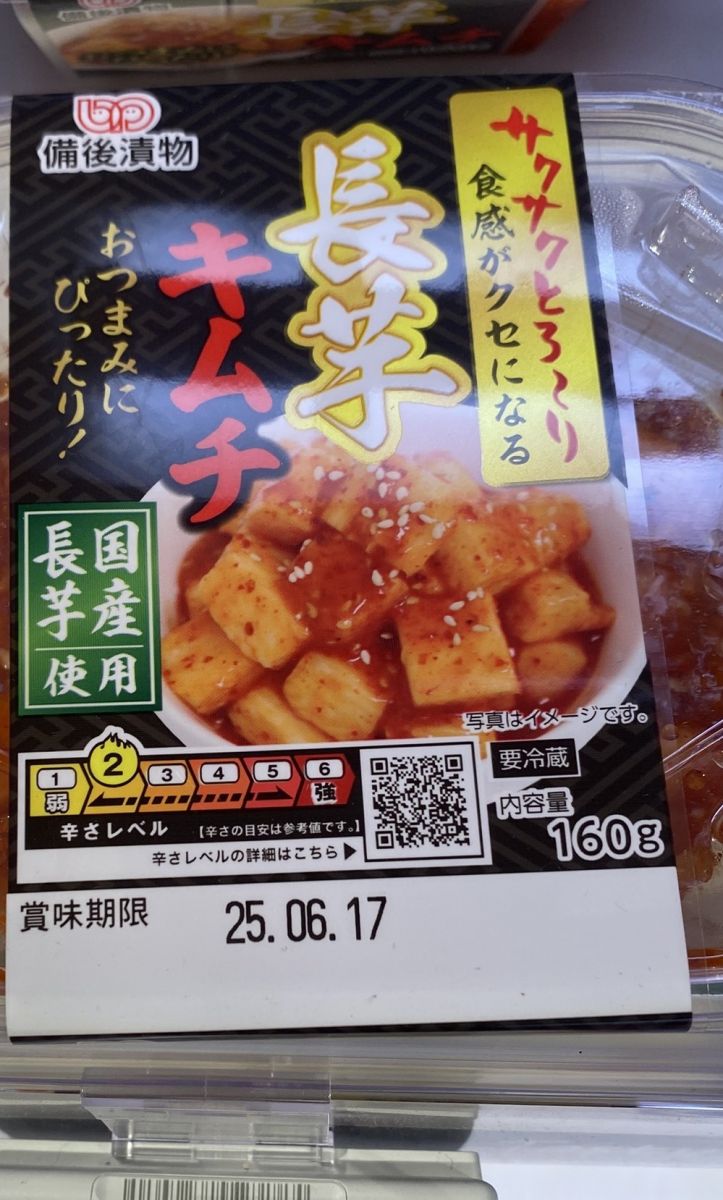 備後漬物
長芋
キムチ
サクサクとろ〜り
食感がクセになる
おつまみに
ぴったり！
国産
長芋
使用
写真はイメージです。
1 2 3 4 5 6
弱 強
辛さレベル 【辛さの目安は参考値です。】
辛さレベルの詳細はこちら▶
要冷蔵
内容量
160g
賞味期限 25.06.17